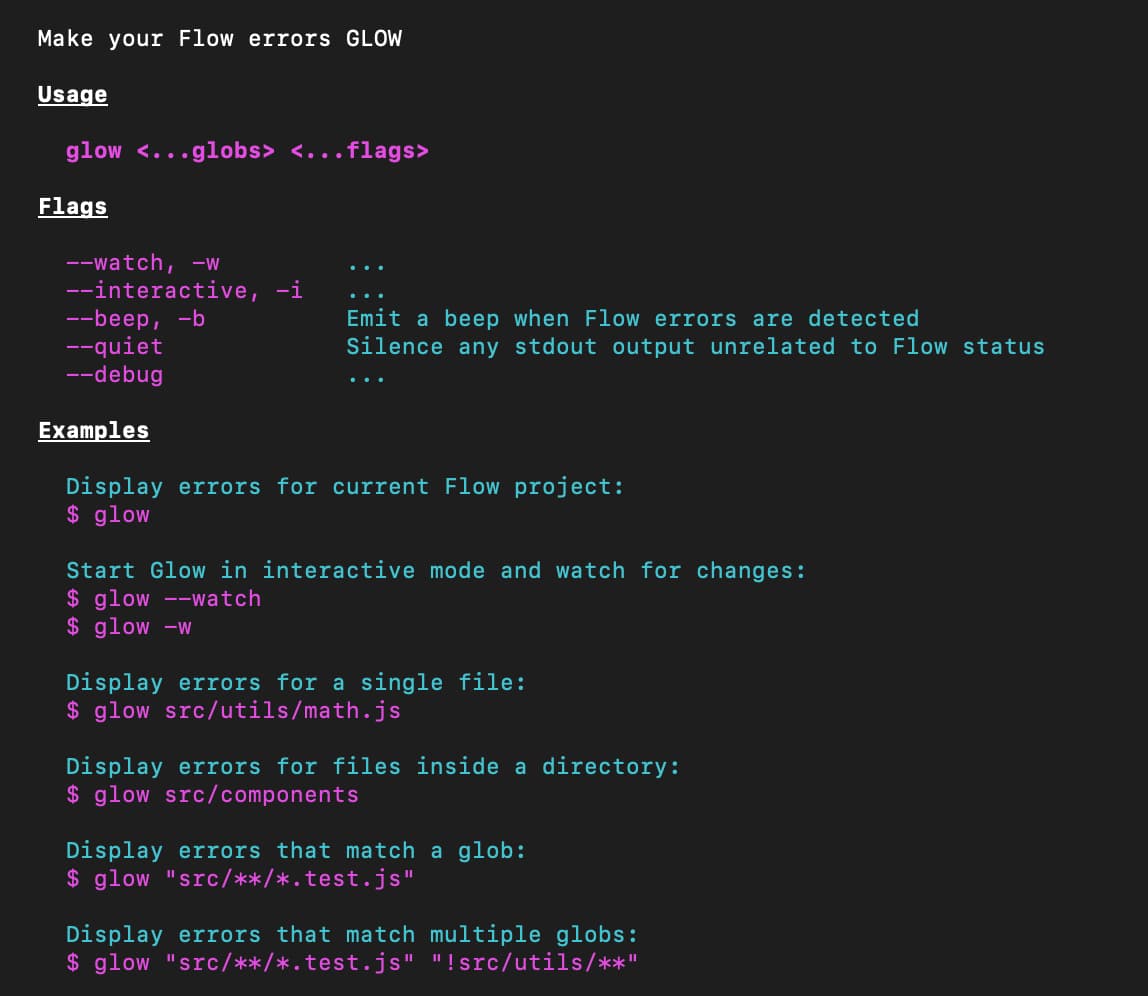 Make your Flow errors GLOW
Usage
glow <...globs> <...flags>
Flags
--watch, -w ...
--interactive, -i ...
--beep, -b Emit a beep when Flow errors are detected
--quiet Silence any stdout output unrelated to Flow status
--debug ...
Examples
Display errors for current Flow project:
$ glow
Start Glow in interactive mode and watch for changes:
$ glow --watch
$ glow -w
Display errors for a single file:
$ glow src/utils/math.js
Display errors for files inside a directory:
$ glow src/components
Display errors that match a glob:
$ glow "src/**/*.test.js"
Display errors that match multiple globs:
$ glow "src/**/*.test.js" "!src/utils/**"